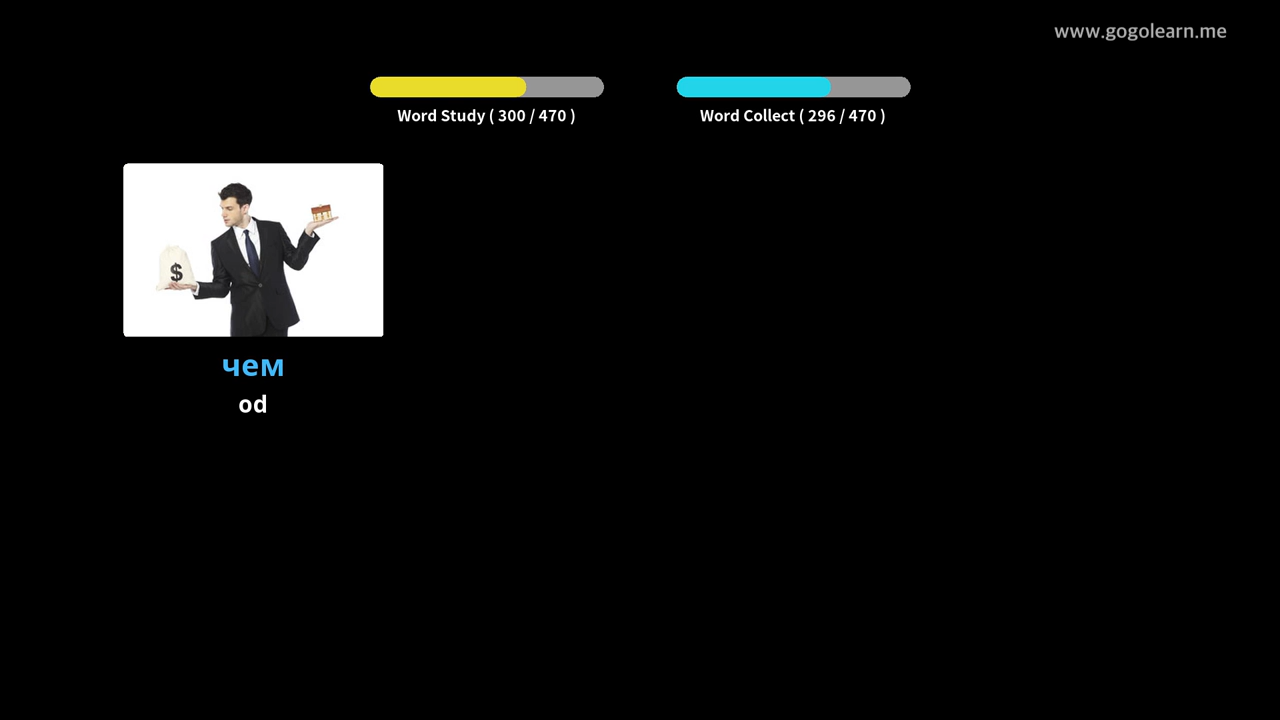 www.gogolearn.me
Word Study ( 300 / 470 )
Word Collect ( 296 / 470 )
$
чем
od